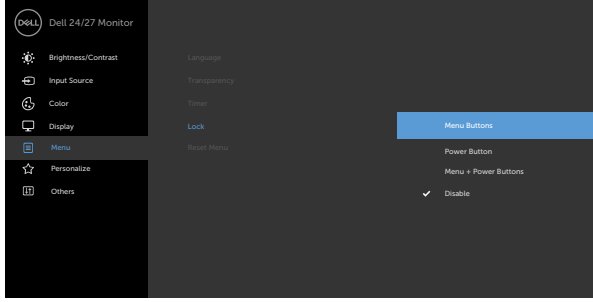 DELL
Dell 24/27 Monitor
Brightness/Contrast
Input Source
Color
Display
Menu
Personalize
Others
Language
Transparency
Timer
Lock
Reset Menu
Menu Buttons
Power Button
Menu + Power Buttons
Disable